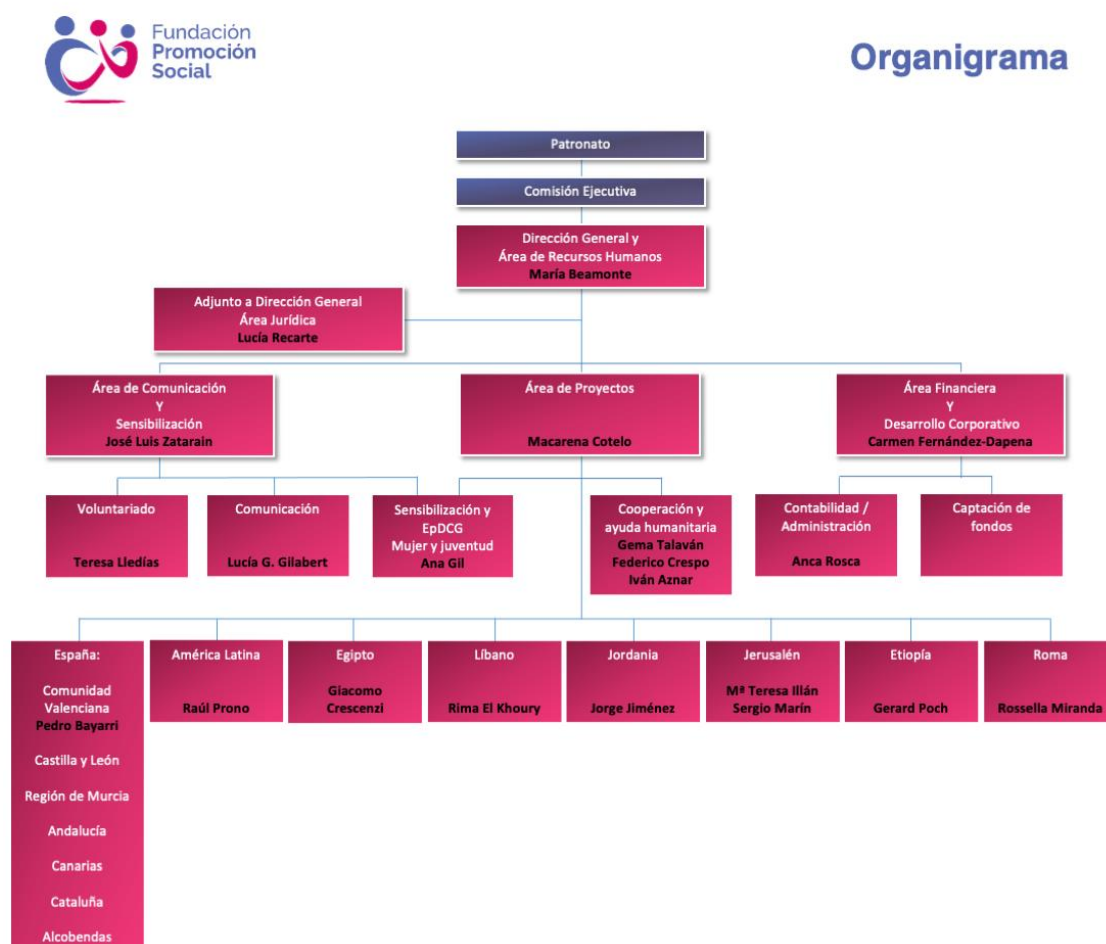 Fundación
Promoción
Social
Organigrama
Patronato
Comisión Ejecutiva
Dirección General y
Área de Recursos Humanos
María Beamonte
Adjunto a Dirección General
Área Jurídica
Lucía Recarte
Área de Comunicación
Y
Sensibilización
José Luis Zatarain
Área de Proyectos
Macarena Cotelo
Área Financiera
Y
Desarrollo Corporativo
Carmen Fernández-Dapena
Voluntariado
Teresa Lledías
Comunicación
Lucía G. Gilabert
Sensibilización y
EpDCG
Mujer y juventud
Ana Gil
Cooperación y
ayuda humanitaria
Gema Talaván
Federico Crespo
Iván Aznar
Contabilidad /
Administración
Anca Rosca
Captación de
fondos
España:
Comunidad
Valenciana
Pedro Bayarri
Castilla y León
Región de Murcia
Andalucía
Canarias
Cataluña
Alcobendas
América Latina
Raúl Prono
Egipto
Giacomo
Crescenzi
Líbano
Rima El Khoury
Jordania
Jorge Jiménez
Jerusalén
Mª Teresa Illán
Sergio Marín
Etiopía
Gerard Poch
Roma
Rossella Miranda